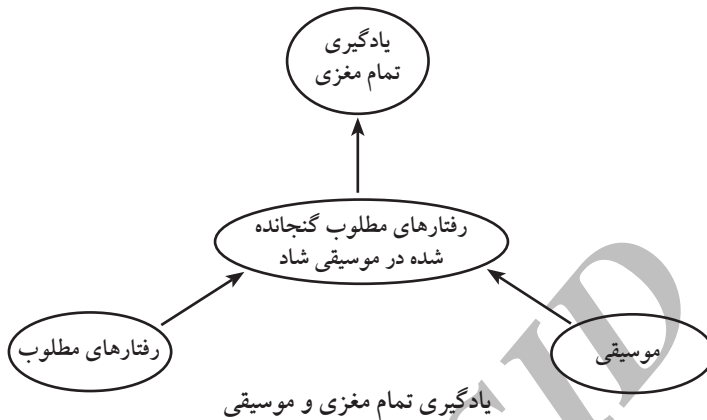 یادگیری
تمام مغزی
رفتارهای مطلوب گنجانده
شده در موسیقی شاد
موسیقی
رفتارهای مطلوب
یادگیری تمام مغزی و موسیقی